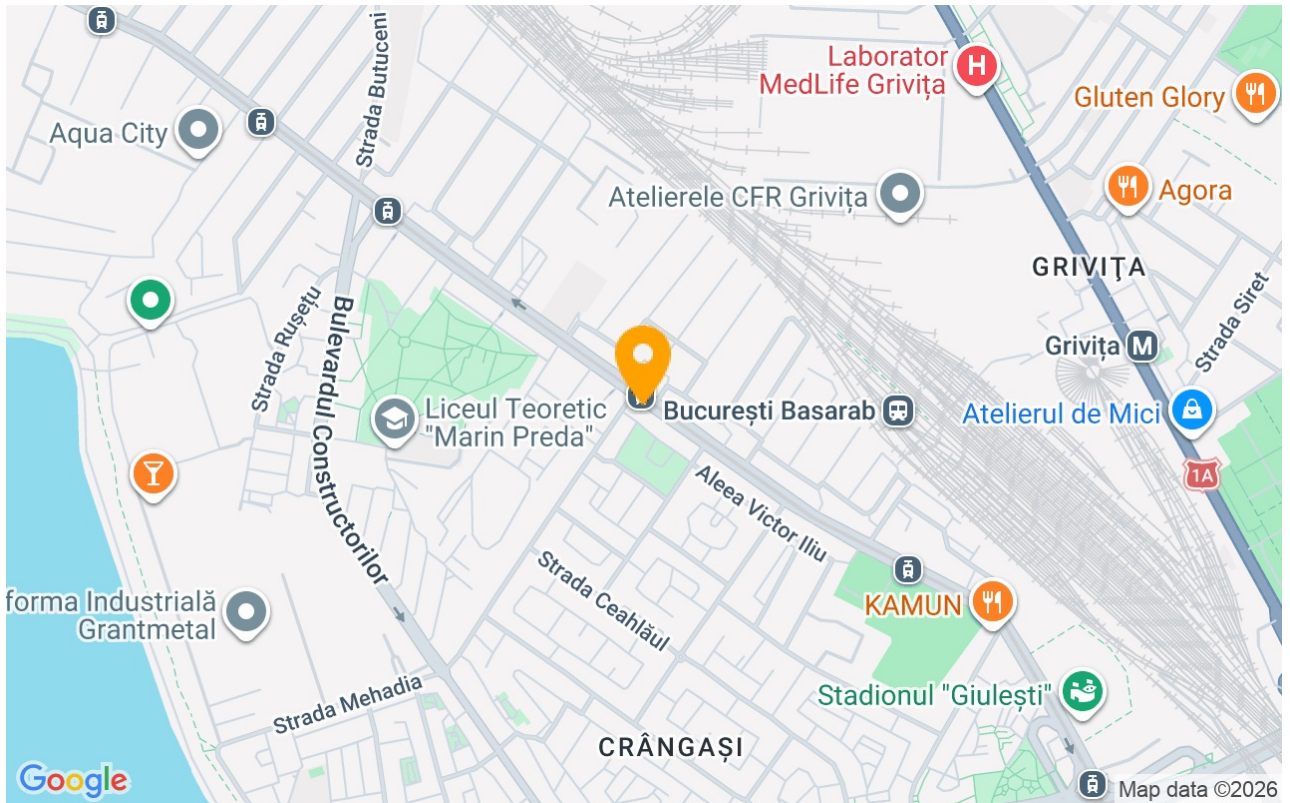 Strada Butuceni
Laborator
MedLife Grivița
H
Gluten Glory
Aqua City
Atelierele CFR Grivița
Agora
GRIVIŢA
Strada Siret
Strada Rușețu
Bulevardul Constructorilor
Grivița
M
Liceul Teoretic
"Marin Preda"
București Basarab
Atelierul de Mici
1A
Aleea Victor Iliu
Strada Ceahlăul
KAMUN
forma Industrială
Grantmetal
Strada Mehadia
Stadionul "Giulești"
CRÂNGAȘI
Google
Map data ©2026